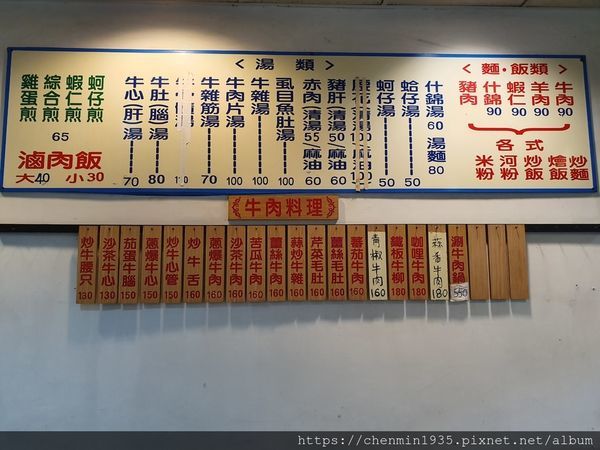 < 湯 類 >
< 麵 · 飯類 >
蚵仔煎
蝦仁煎
綜合煎
雞蛋煎
65
滷肉飯
大40 小30
牛心(肝)湯 70
牛肚(腦)湯 80
牛雜筋湯 70
牛肉片湯 100
牛雜湯 100
虱目魚肚湯 100
赤肉(清湯55)(麻油60
豬肝(清湯50)(麻油60
蚵仔湯 50
蛤仔湯 50
什錦湯60 湯麵80
牛肉 90
羊肉 90
蝦仁 90
什錦 90
豬肉
各 式
炒麵
燴飯
炒飯
河粉
米粉
牛肉料理
炒牛腰只 130
沙茶牛心 130
茄蛋牛腦 150
蔥爆牛心 150
炒牛心管 150
炒牛舌 160
蔥爆牛肉 160
沙茶牛肉 160
苦瓜牛肉 160
薑絲牛肉 160
蒜炒牛雜 160
芹菜毛肚 160
薑絲毛肚 160
蕃茄牛肉 160
青椒牛肉 160
鐵板牛柳 180
咖哩牛肉 180
涮牛肉鍋 550
https://chenmin1935.pixnet.net/album